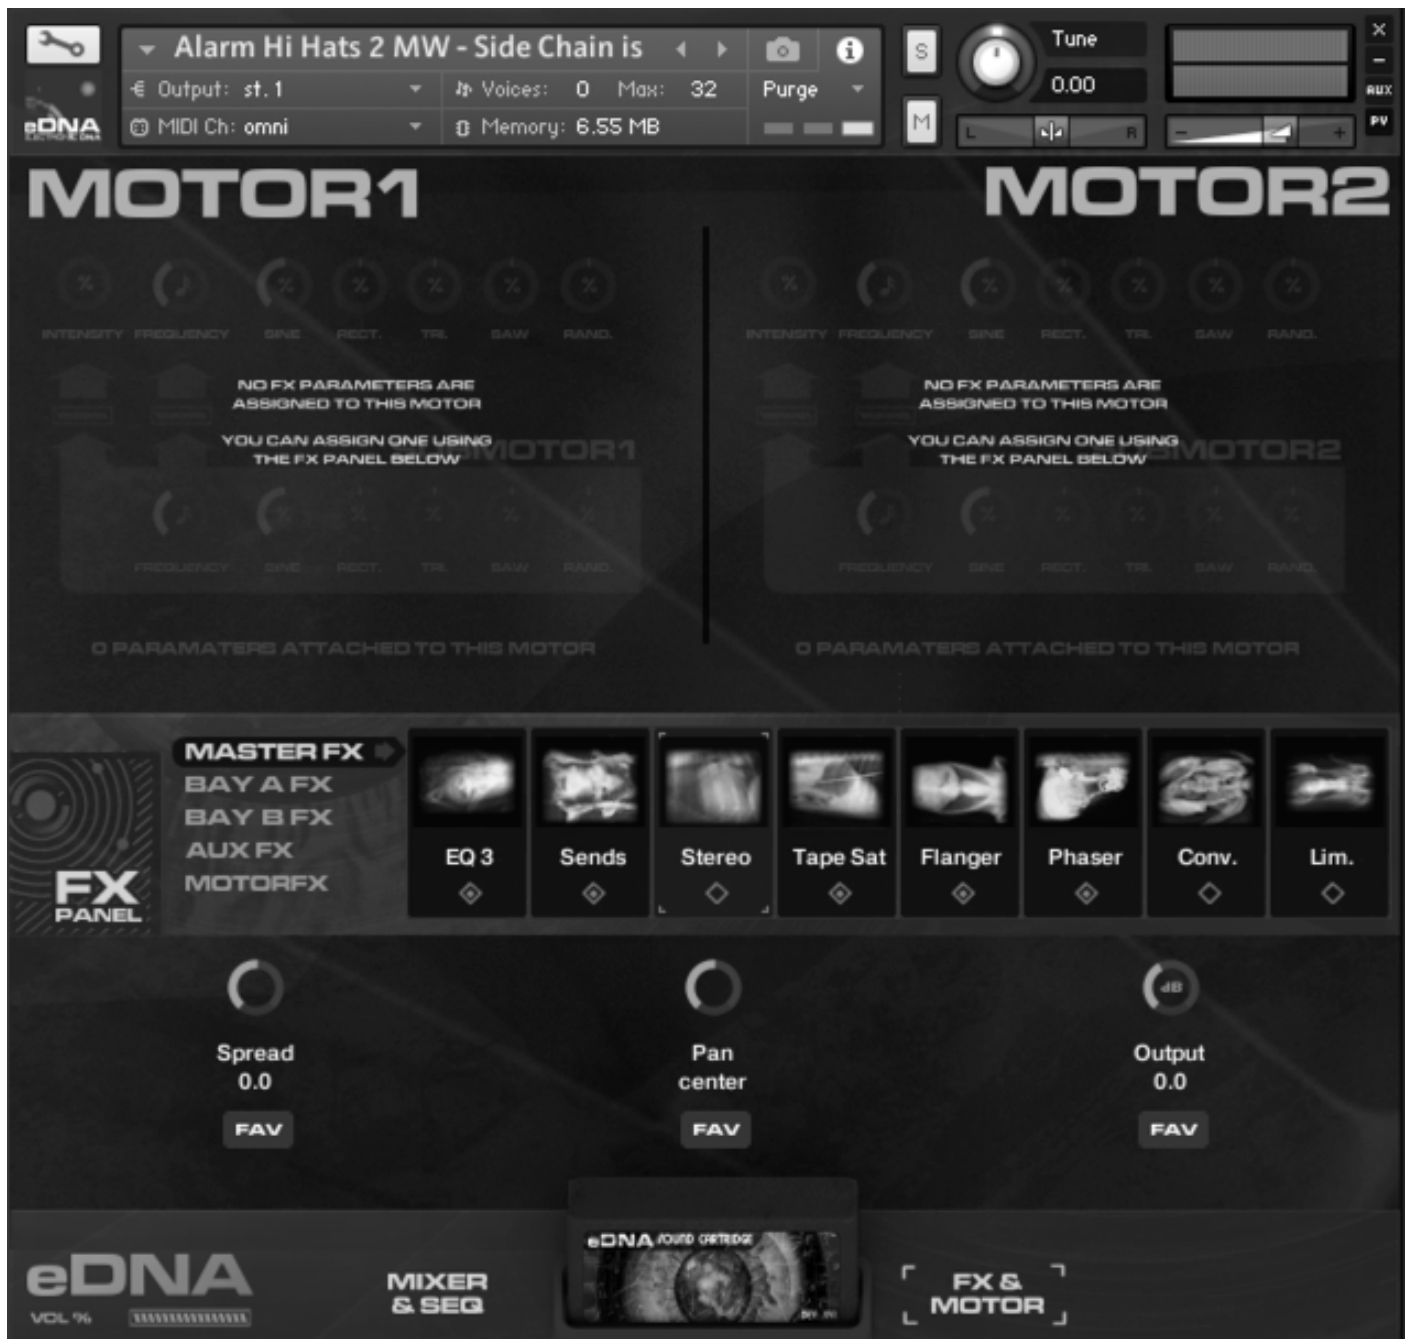 Alarm Hi Hats 2 MW - Side Chain is
Output: st. 1
Voices: 0 Max: 32
Purge
MIDI Ch: omni
Memory: 6.55 MB
eDNA
S
M
Tune
0.00
L R
- +
×
-
AUX
PV
MOTOR1
MOTOR2
INTENSITY FREQUENCY SINE RECT. TRI. SAW RAND.
INTENSITY FREQUENCY SINE RECT. TRI. SAW RAND.
NO FX PARAMETERS ARE
ASSIGNED TO THIS MOTOR
YOU CAN ASSIGN ONE USING
THE FX PANEL BELOW
MOTOR1
NO FX PARAMETERS ARE
ASSIGNED TO THIS MOTOR
YOU CAN ASSIGN ONE USING
THE FX PANEL BELOW
MOTOR2
FREQUENCY SINE RECT. TRI. SAW RAND.
FREQUENCY SINE RECT. TRI. SAW RAND.
0 PARAMATERS ATTACHED TO THIS MOTOR
0 PARAMATERS ATTACHED TO THIS MOTOR
FX
PANEL
MASTER FX
BAY A FX
BAY B FX
AUX FX
MOTORFX
EQ 3
Sends
Stereo
Tape Sat
Flanger
Phaser
Conv.
Lim.
dB
Spread
0.0
FAV
Pan
center
FAV
Output
0.0
FAV
eDNA
VOL %
MIXER
& SEQ
eDNA SOUND CARTRIDGE
FX &
MOTOR